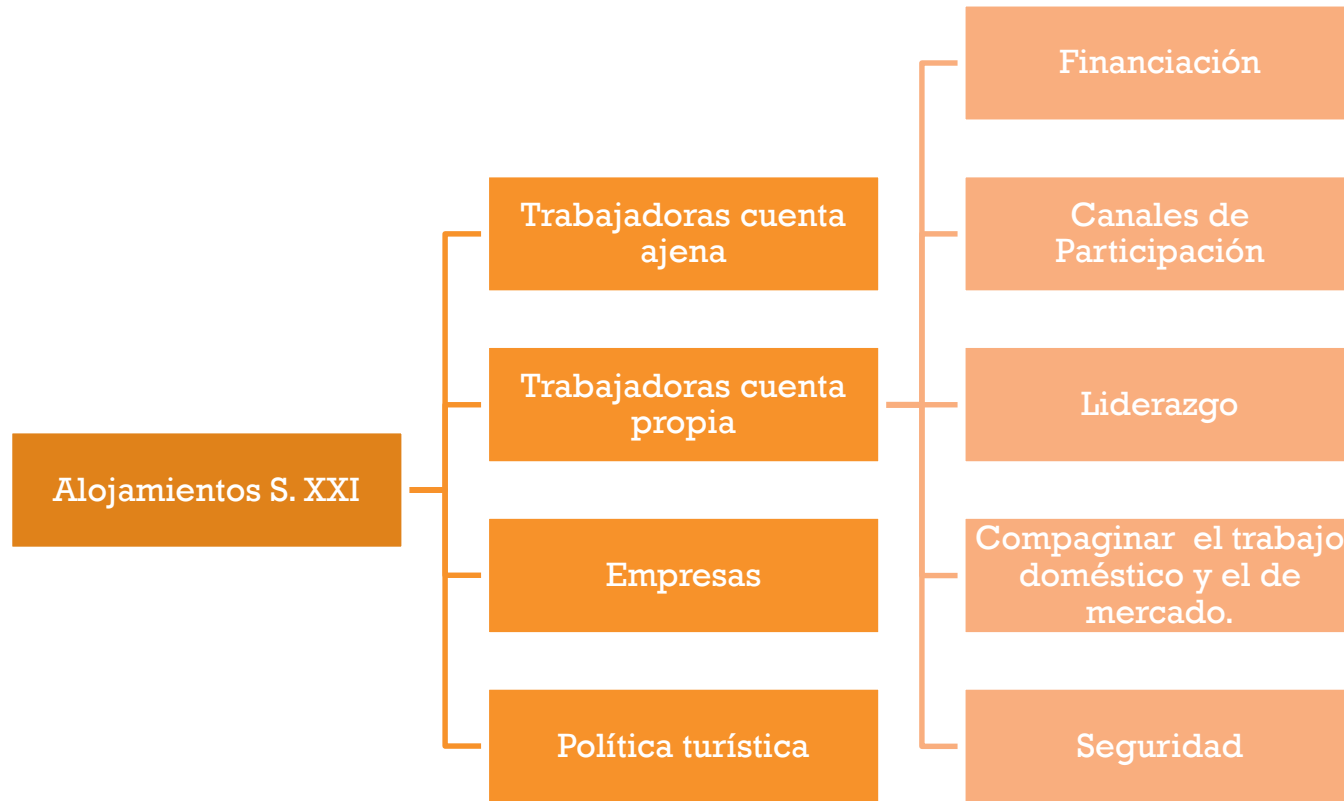 Alojamientos S. XXI
Trabajadoras cuenta
ajena
Trabajadoras cuenta
propia
Empresas
Política turística
Financiación
Canales de
Participación
Liderazgo
Compaginar el trabajo
doméstico y el de
mercado.
Seguridad